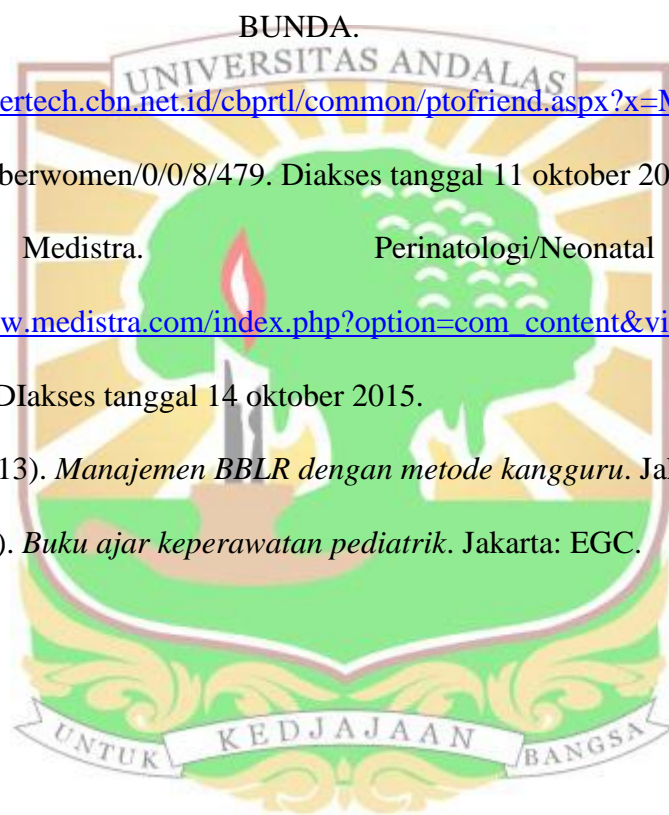 BUNDA.
UNIVERSITAS ANDALAS
ertech.cbn.net.id/cbprtl/common/ptofriend.aspx?x=
berwomen/0/0/8/479. Diakses tanggal 11 oktober 20
Medistra. Perinatologi/Neonatal
w.medistra.com/index.php?option=com_content&vi
DIakses tanggal 14 oktober 2015.
13). Manajemen BBLR dengan metode kangguru. Ja
). Buku ajar keperawatan pediatrik. Jakarta: EGC.
UNTUK KEDJAJAAN BANGSA